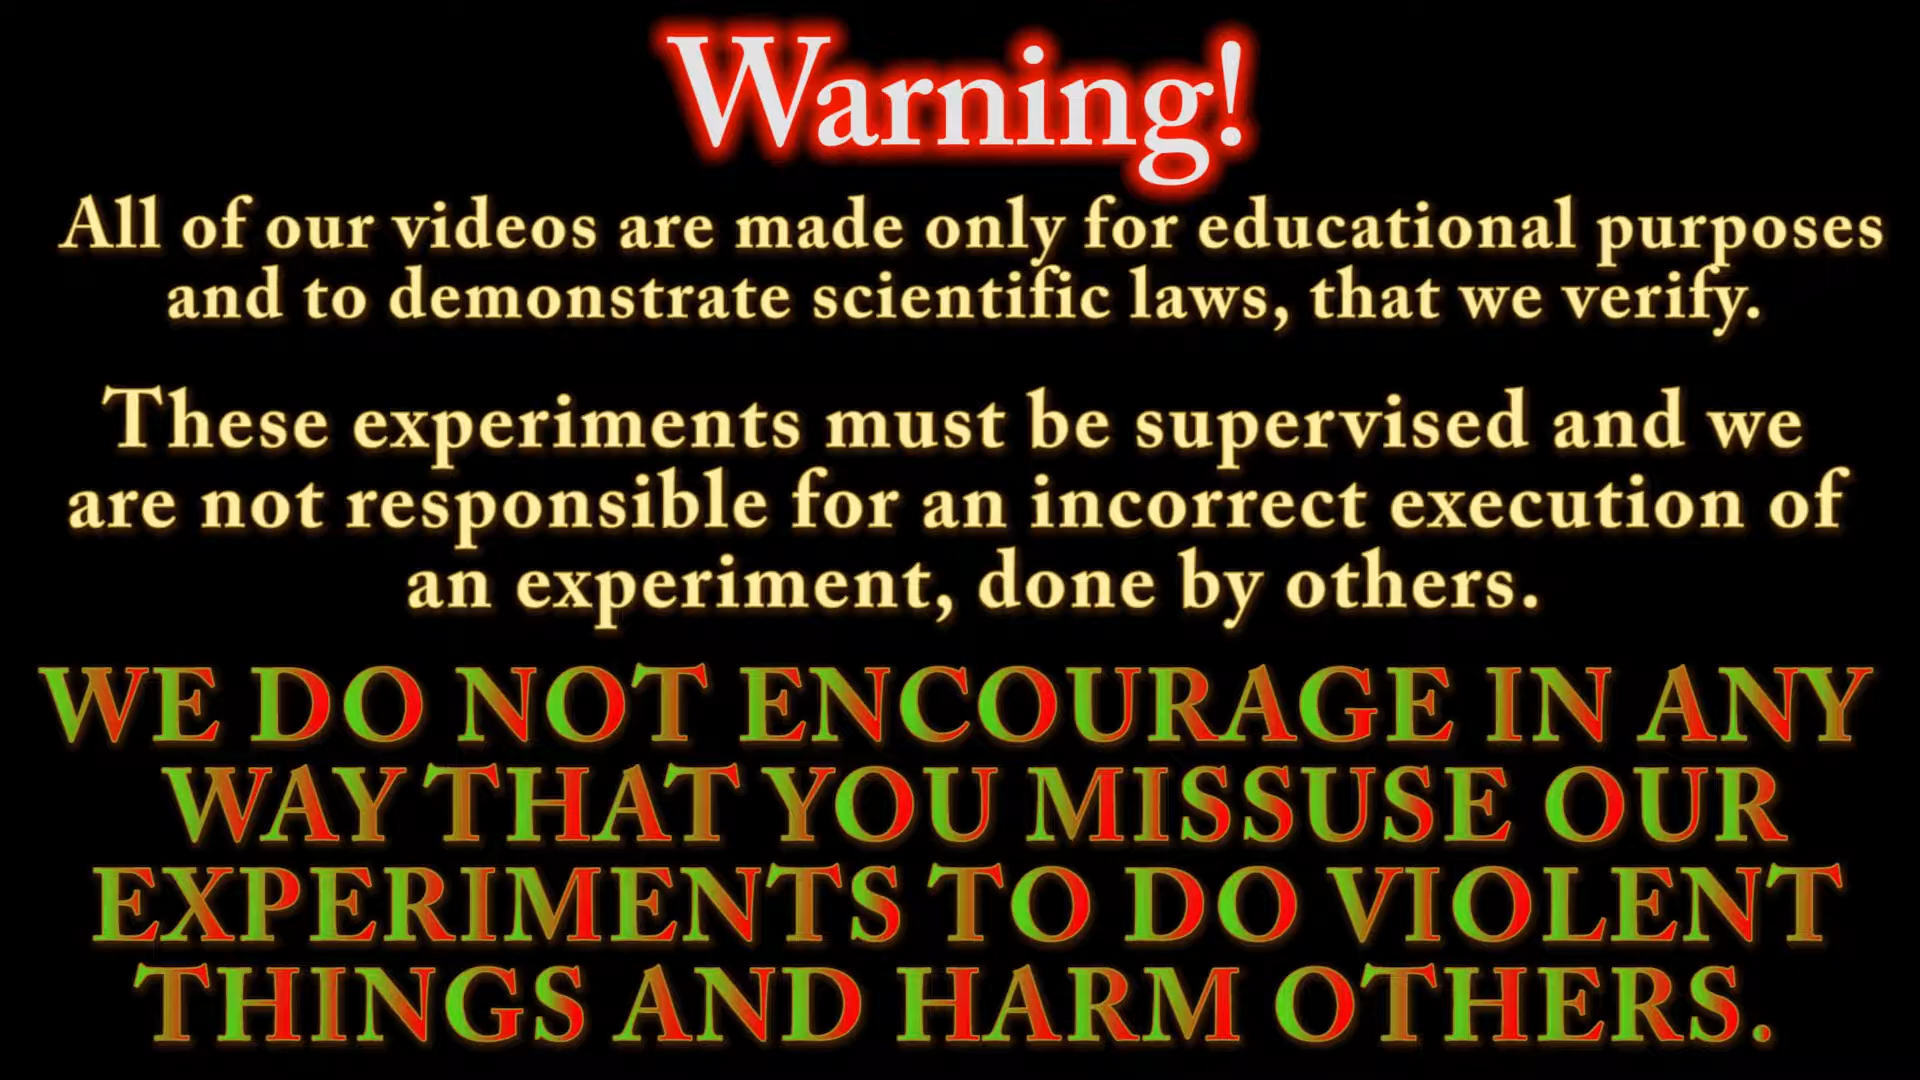 Warning!
All of our videos are made only for educational purposes
and to demonstrate scientific laws, that we verify.
These experiments must be supervised and we
are not responsible for an incorrect execution of
an experiment, done by others.
WE DO NOT ENCOURAGE IN ANY
WAY THAT YOU MISSUSE OUR
EXPERIMENTS TO DO VIOLENT
THINGS AND HARM OTHERS.